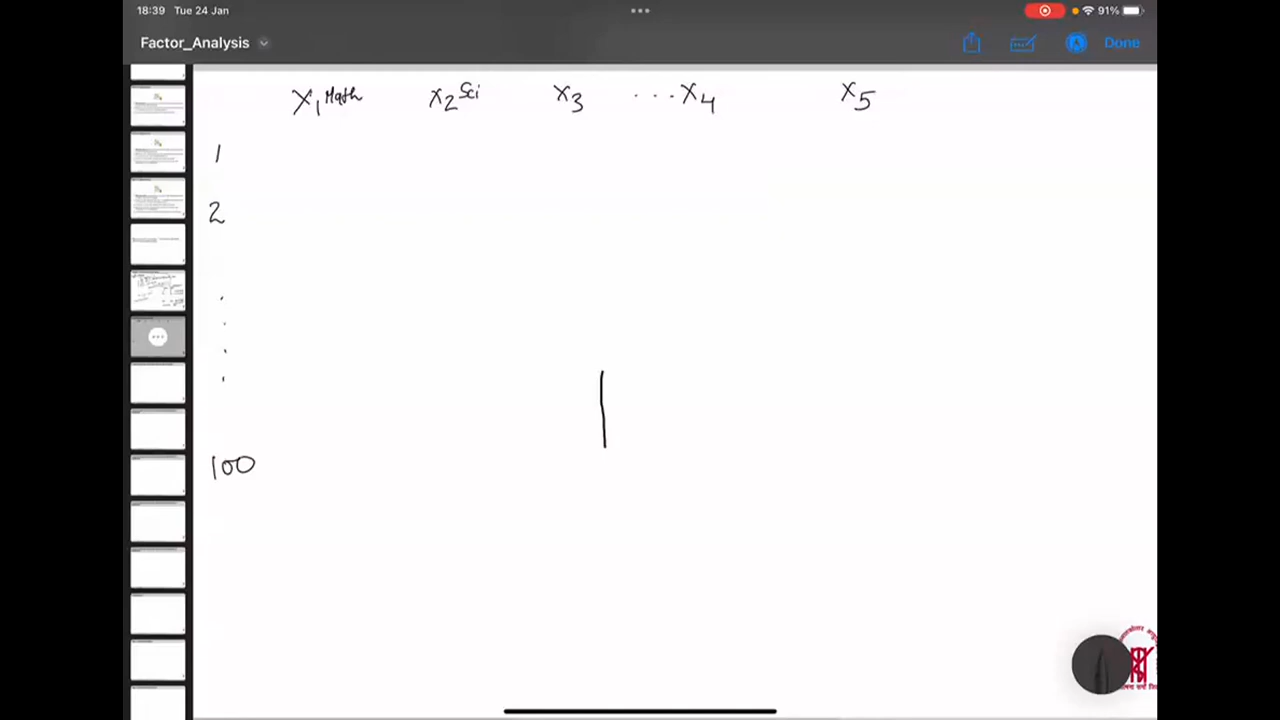 18:39 Tue 24 Jan
91%
Factor_Analysis
Done
X₁ Math X₂ Sci X₃ ...X₄ X₅
1
2
.
.
.
.
100